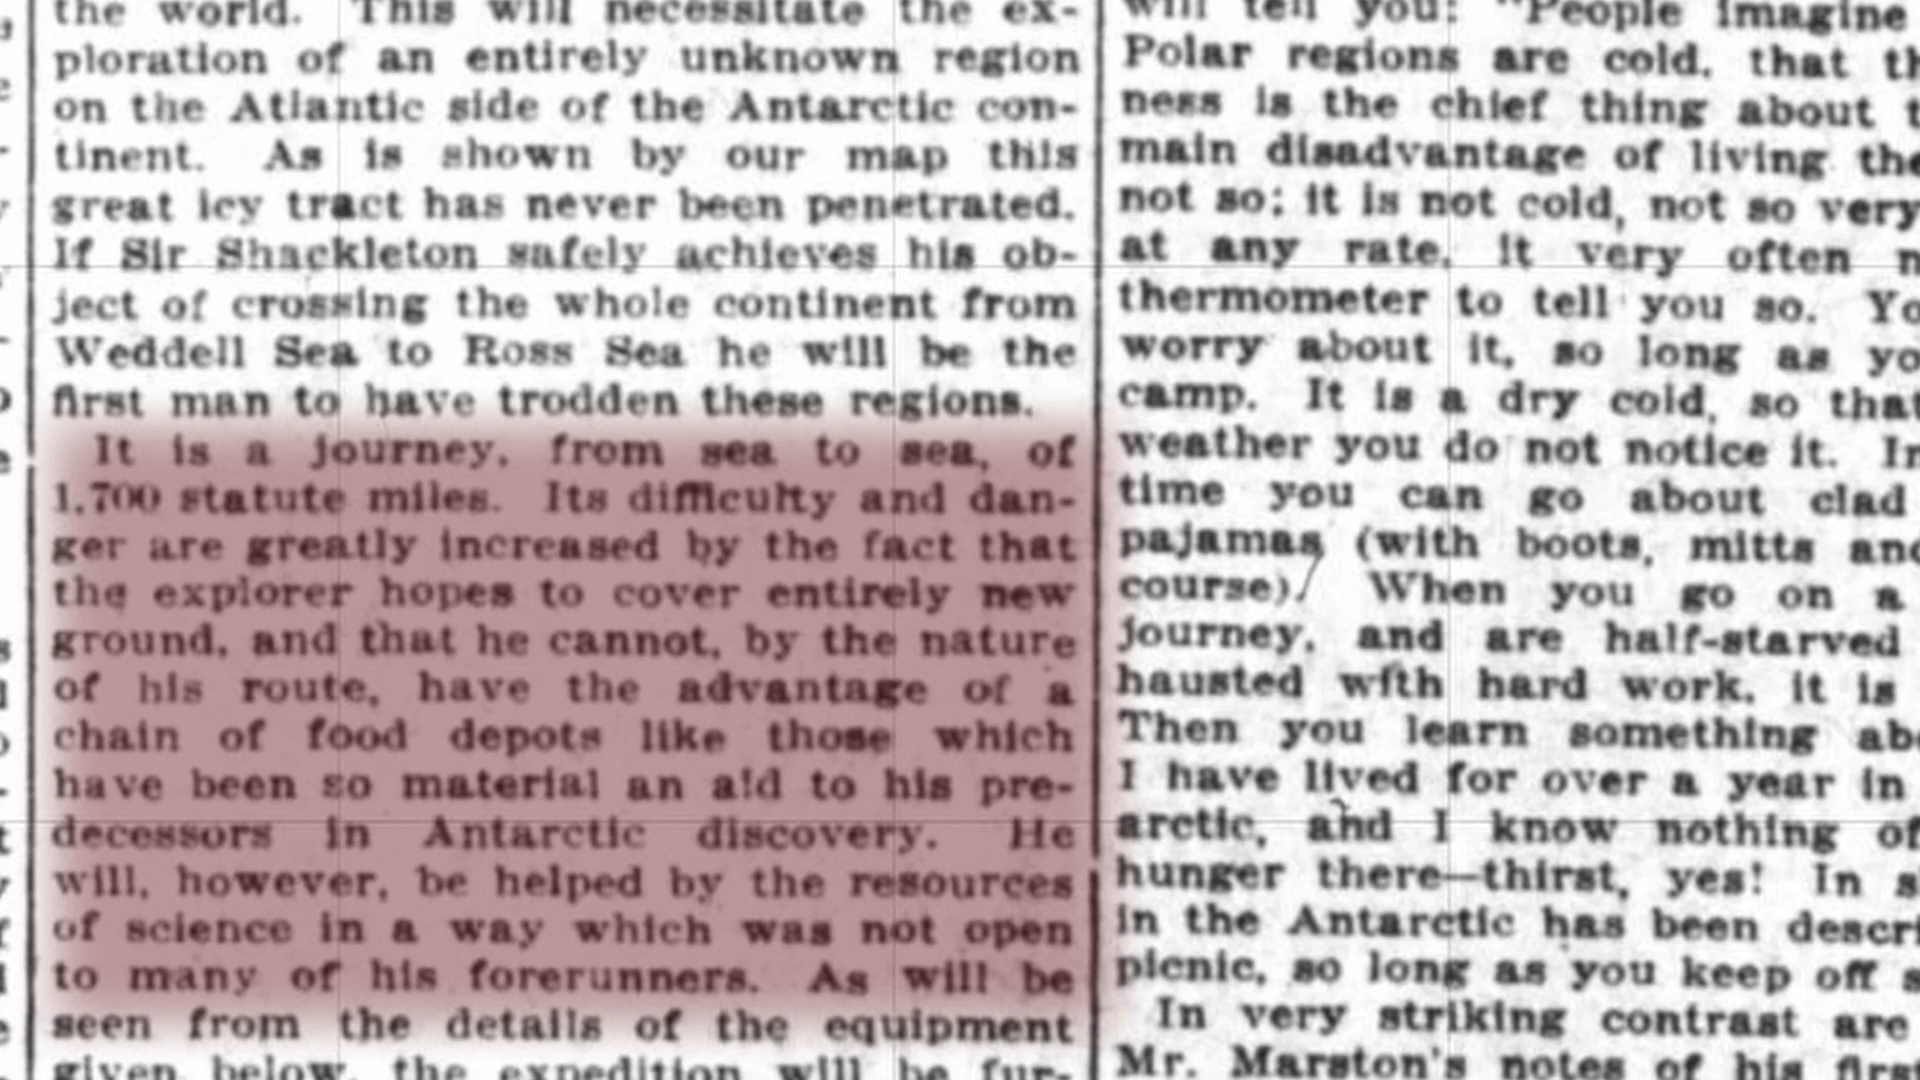 the world. This will necessitate the ex-
ploration of an entirely unknown region
on the Atlantic side of the Antarctic con-
tinent. As is shown by our map this
great icy tract has never been penetrated.
If Sir Shackleton safely achieves his ob-
ject of crossing the whole continent from
Weddell Sea to Ross Sea he will be the
first man to have trodden these regions.
It is a journey, from sea to sea, of
1,700 statute miles. Its difficulty and dan-
ger are greatly increased by the fact that
the explorer hopes to cover entirely new
ground, and that he cannot, by the nature
of his route, have the advantage of a
chain of food depots like those which
have been so material an aid to his pre-
decessors in Antarctic discovery. He
will, however, be helped by the resources
of science in a way which was not open
to many of his forerunners. As will be
seen from the details of the equipment
given below, the expedition will be fur-
will tell you: "People imagine
Polar regions are cold, that
ness is the chief thing about
main disadvantage of living
not so; it is not cold, not so very
at any rate, it very often
thermometer to tell you so.
worry about it, so long as
camp. It is a dry cold, so that
weather you do not notice it.
time you can go about clad
pajamas (with boots, mitts
course). When you go on a
journey, and are half-starved
hausted with hard work, it is
Then you learn something
I have lived for over a year in
arctic, and I know nothing
hunger there—thirst, yes! In
in the Antarctic has been
picnic, so long as you keep off
In very striking contrast are
Mr. Marston's notes of his